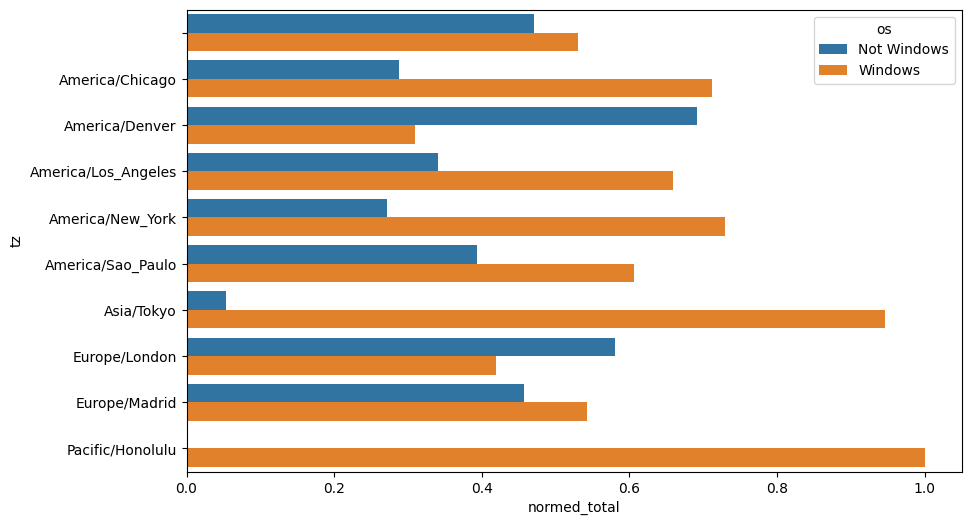 os
Not Windows
Windows
America/Chicago
America/Denver
America/Los_Angeles
America/New_York
tz
America/Sao_Paulo
Asia/Tokyo
Europe/London
Europe/Madrid
Pacific/Honolulu
0.0 0.2 0.4 0.6 0.8 1.0
normed_total